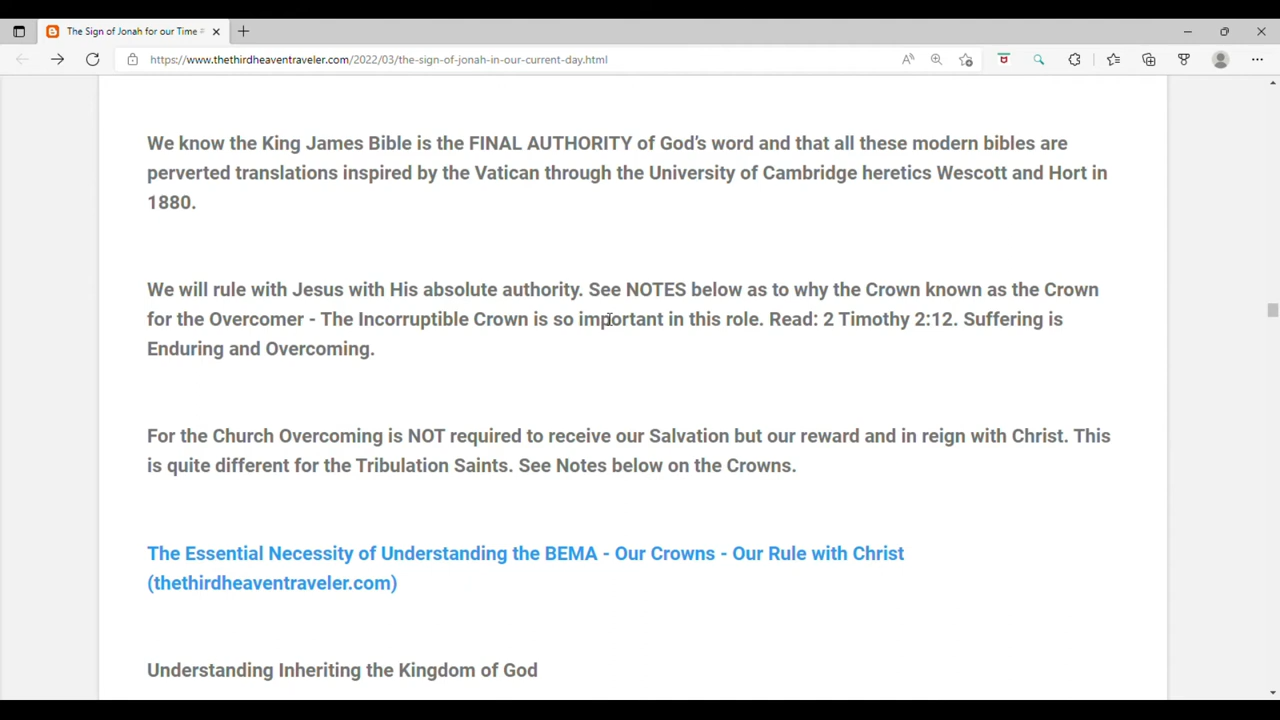 The Sign of Jonah for our Time
https://www.thethirdheaventraveler.com/2022/03/the-sign-of-jonah-in-our-current-day.html
We know the King James Bible is the FINAL AUTHORITY of God’s word and that all these modern bibles are
perverted translations inspired by the Vatican through the University of Cambridge heretics Wescott and Hort in
1880.
We will rule with Jesus with His absolute authority. See NOTES below as to why the Crown known as the Crown
for the Overcomer - The Incorruptible Crown is so important in this role. Read: 2 Timothy 2:12. Suffering is
Enduring and Overcoming.
For the Church Overcoming is NOT required to receive our Salvation but our reward and in reign with Christ. This
is quite different for the Tribulation Saints. See Notes below on the Crowns.
The Essential Necessity of Understanding the BEMA - Our Crowns - Our Rule with Christ
(thethirdheaventraveler.com)
Understanding Inheriting the Kingdom of God